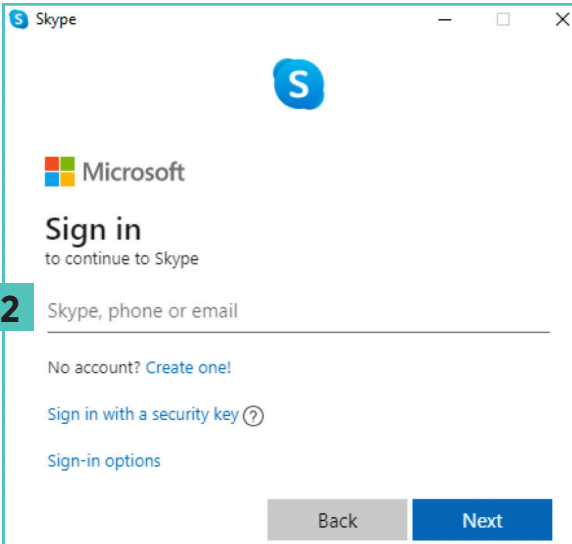 Skype
S
Microsoft
Sign in
to continue to Skype
2
Skype, phone or email
No account? Create one!
Sign in with a security key ?
Sign-in options
Back Next